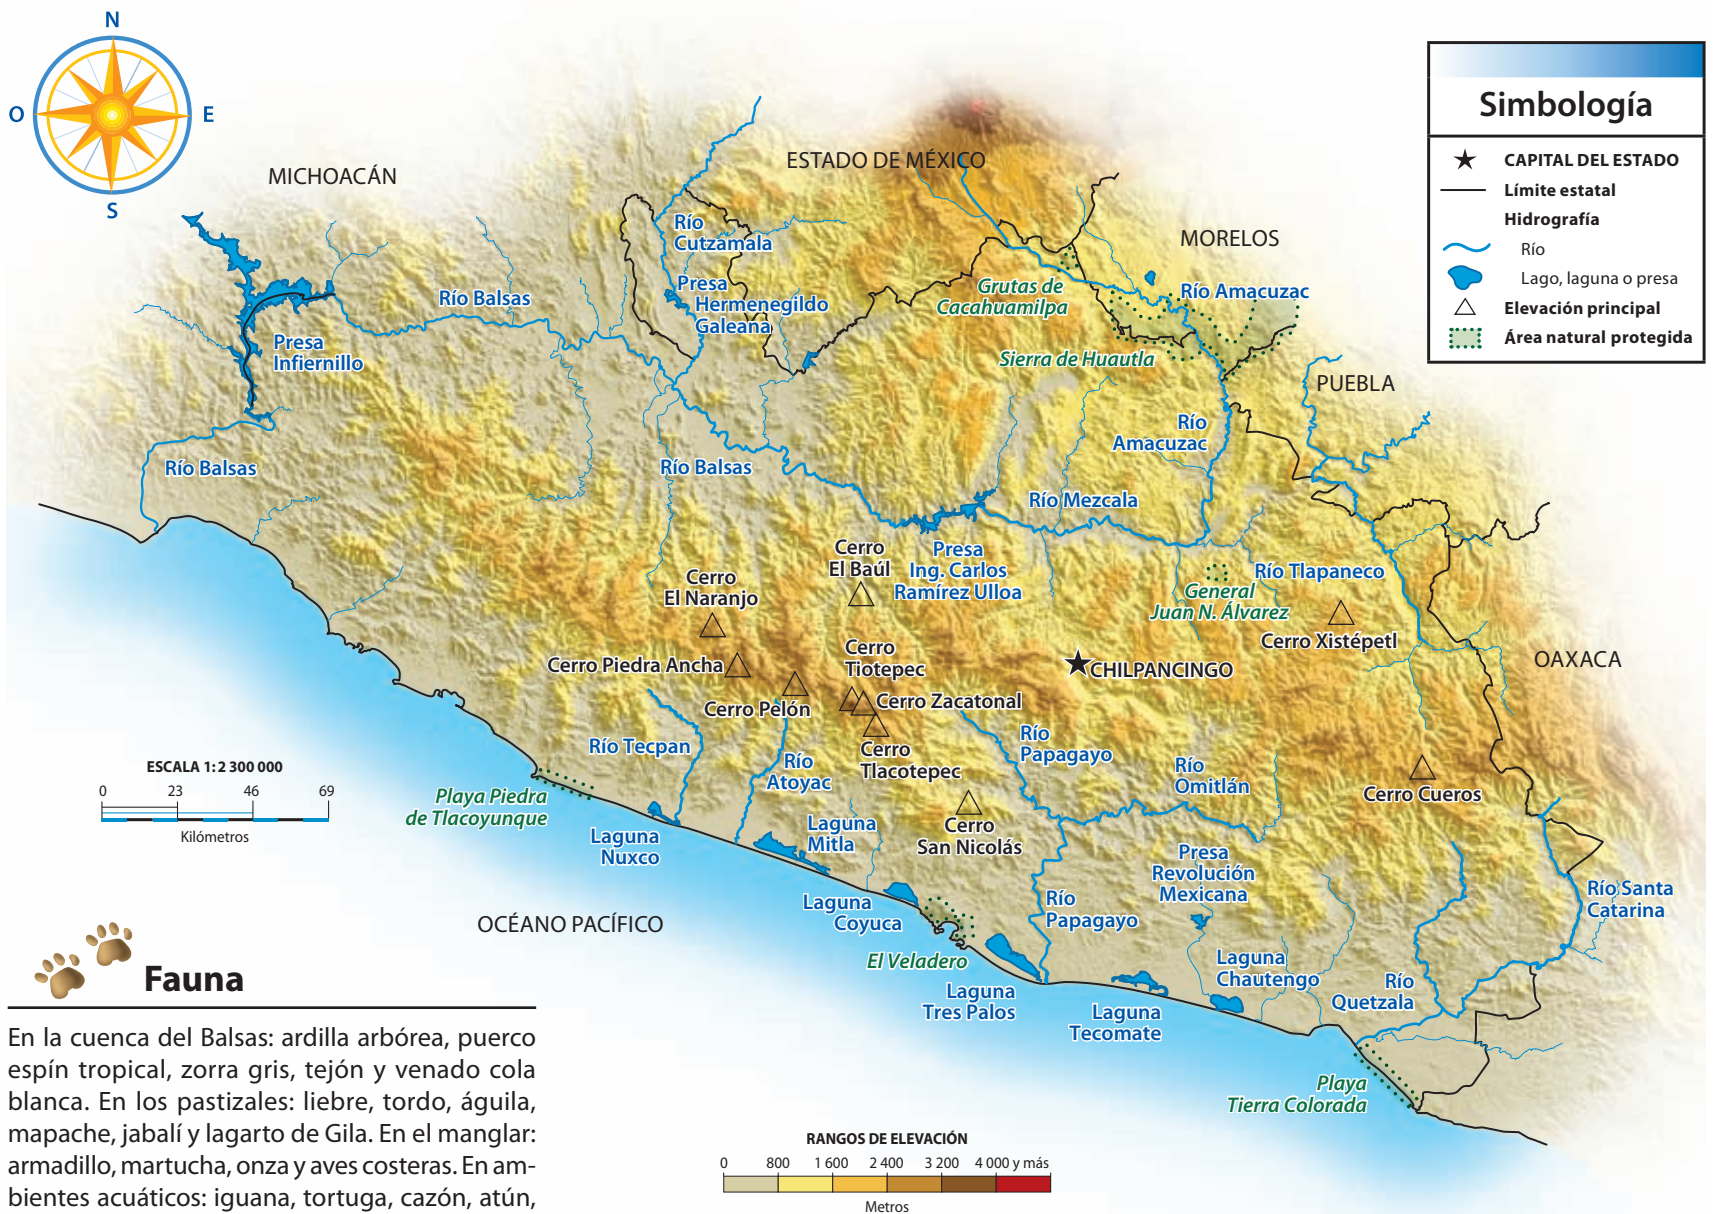 N
O
E
S
MICHOACÁN
ESTADO DE MÉXICO
MORELOS
PUEBLA
OAXACA
OCÉANO PACÍFICO
Simbología
CAPITAL DEL ESTADO
Límite estatal
Hidrografía
Río
Lago, laguna o presa
Elevación principal
Área natural protegida
Río
Cutzamala
Presa
Hermenegildo
Galeana
Río Balsas
Presa
Infiernillo
Río Balsas
Río Balsas
Grutas de
Cacahuamilpa
Río Amacuzac
Sierra de Huautla
Río
Amacuzac
Río Mezcala
Presa
Ing. Carlos
Ramírez Ulloa
Cerro
El Baúl
Cerro
El Naranjo
General
Juan N. Álvarez
Río Tlapaneco
Cerro Xistépetl
Cerro Piedra Ancha
Cerro
Tiotepec
CHILPANCINGO
Cerro Pelón
Cerro Zacatonal
Cerro
Tlacotepec
Río Tecpan
Río
Atoyac
Río
Papagayo
Río
Omitlán
Cerro Cueros
ESCALA 1:2 300 000
0 23 46 69
Kilómetros
Playa Piedra
de Tlacoyunque
Laguna
Nuxco
Laguna
Mitla
Cerro
San Nicolás
Presa
Revolución
Mexicana
Río Santa
Catarina
Laguna
Coyuca
Río
Papagayo
El Veladero
Laguna
Tres Palos
Laguna
Tecomate
Laguna
Chautengo
Río
Quetzala
Playa
Tierra Colorada
Fauna
En la cuenca del Balsas: ardilla arbórea, puerco
espín tropical, zorra gris, tejón y venado cola
blanca. En los pastizales: liebre, tordo, águila,
mapache, jabalí y lagarto de Gila. En el manglar:
armadillo, martucha, onza y aves costeras. En am-
bientes acuáticos: iguana, tortuga, cazón, atún,
RANGOS DE ELEVACIÓN
0 800 1 600 2 400 3 200 4 000 y más
Metros